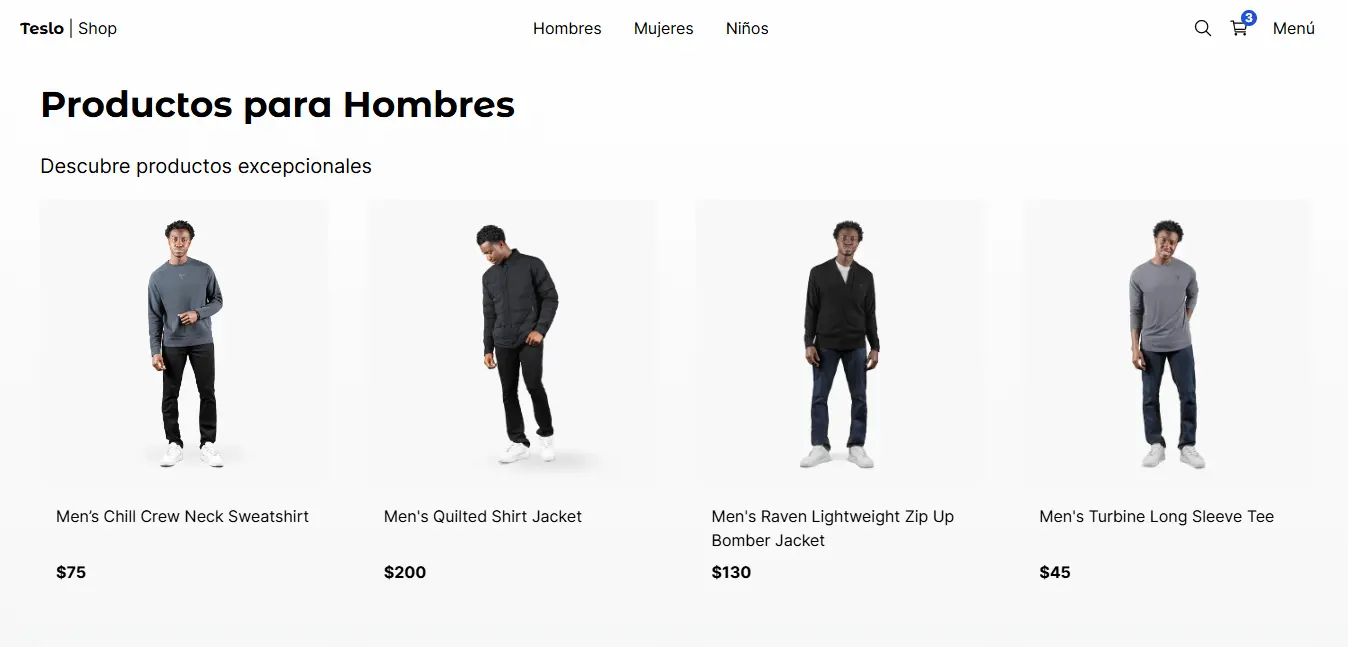 Teslo | Shop
Hombres Mujeres Niños
3
Menú
Productos para Hombres
Descubre productos excepcionales
Men’s Chill Crew Neck Sweatshirt
$75
Men's Quilted Shirt Jacket
$200
Men's Raven Lightweight Zip Up
Bomber Jacket
$130
Men's Turbine Long Sleeve Tee
$45